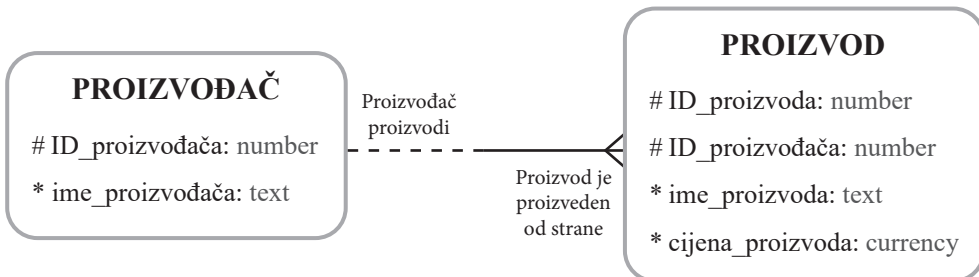 PROIZVOĐAČ
# ID_proizvođača: number
* ime_proizvođača: text
Proizvođač
proizvodi
Proizvod je
proizveden
od strane
PROIZVOD
# ID_proizvoda: number
# ID_proizvođača: number
* ime_proizvoda: text
* cijena_proizvoda: currency